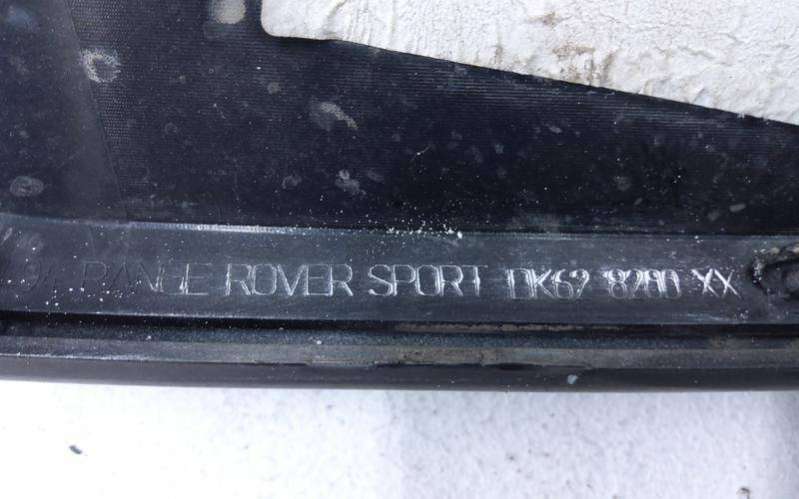 RANGE ROVER SPORT DK62 8280 XX